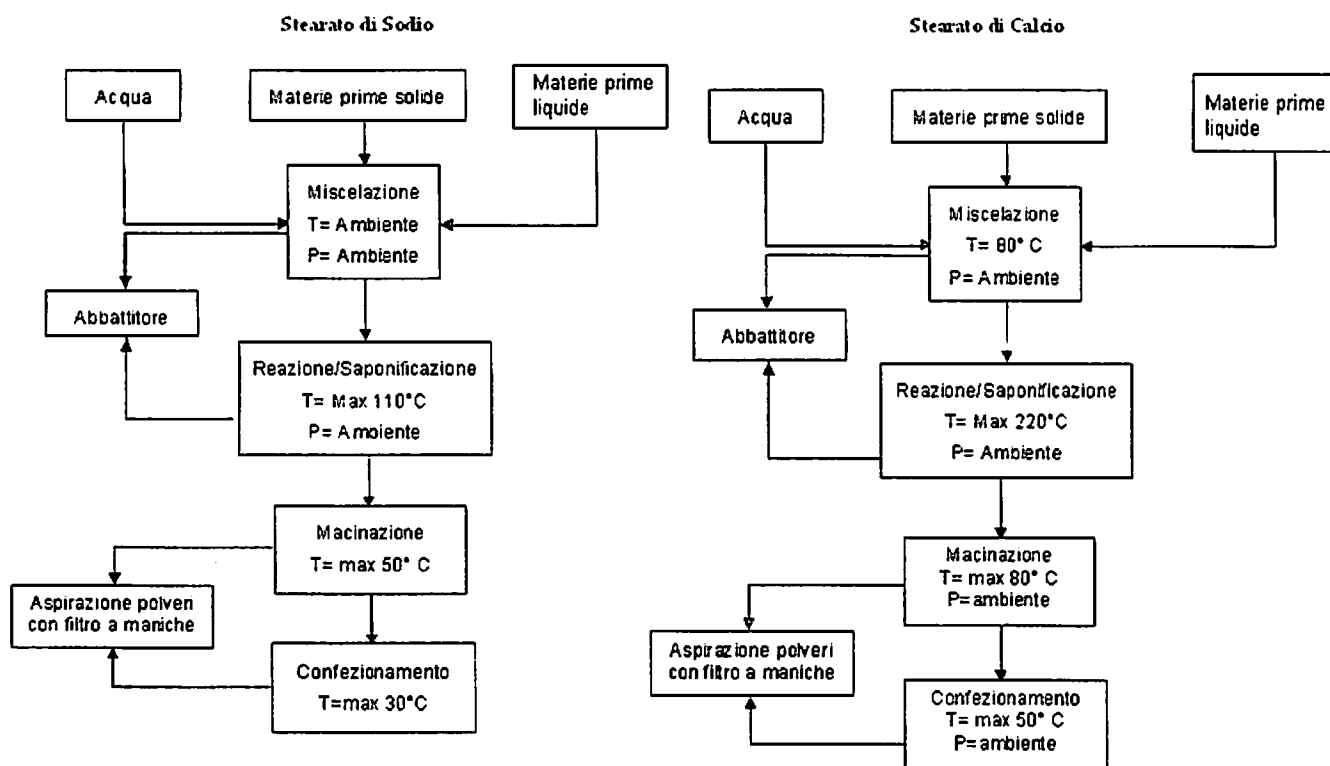 Stearato di Sodio
Acqua
Materie prime solide
Materie prime
liquide
Miscelazione
T= Ambiente
P= Ambiente
Abbattitore
Reazione/Saponificazione
T= Max 110°C
P= Ambiente
Macinazione
T= max 50° C
Aspirazione polveri
con filtro a maniche
Confezionamento
T=max 30°C
Stearato di Calcio
Acqua
Materie prime solide
Materie prime
liquide
Miscelazione
T= 80° C
P= Ambiente
Abbattitore
Reazione/Saponificazione
T= Max 220°C
P= Ambiente
Macinazione
T= max 80° C
P=ambiente
Aspirazione polveri
con filtro a maniche
Confezionamento
T= max 50° C
P=ambiente